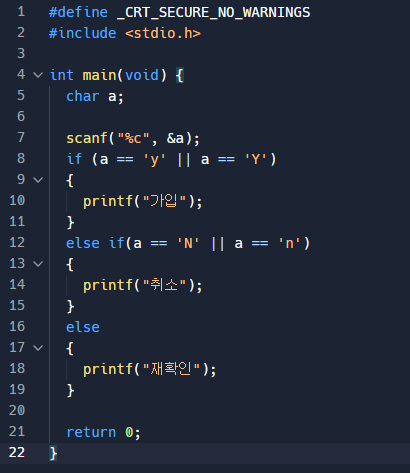 1 #define _CRT_SECURE_NO_WARNINGS
2 #include <stdio.h>
3
4 int main(void) {
5   char a;
6
7   scanf("%c", &a);
8   if (a == 'y' || a == 'Y')
9   {
10     printf("가입");
11   }
12   else if(a == 'N' || a == 'n')
13   {
14     printf("취소");
15   }
16   else
17   {
18     printf("재확인");
19   }
20
21   return 0;
22 }